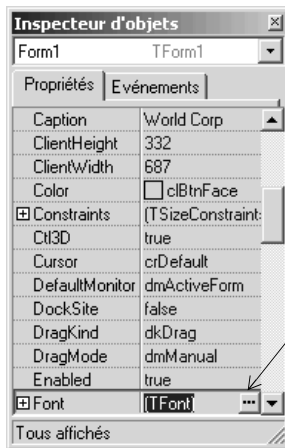 Inspecteur d'objets
Form1 TForm1
Propriétés Evénements
Caption World Corp
ClientHeight 332
ClientWidth 687
Color clBtnFace
Constraints (TSizeConstraint:
Ctl3D true
Cursor crDefault
DefaultMonitor dmActiveForm
DockSite false
DragKind dkDrag
DragMode dmManual
Enabled true
Font (TFont) ...
Tous affichés